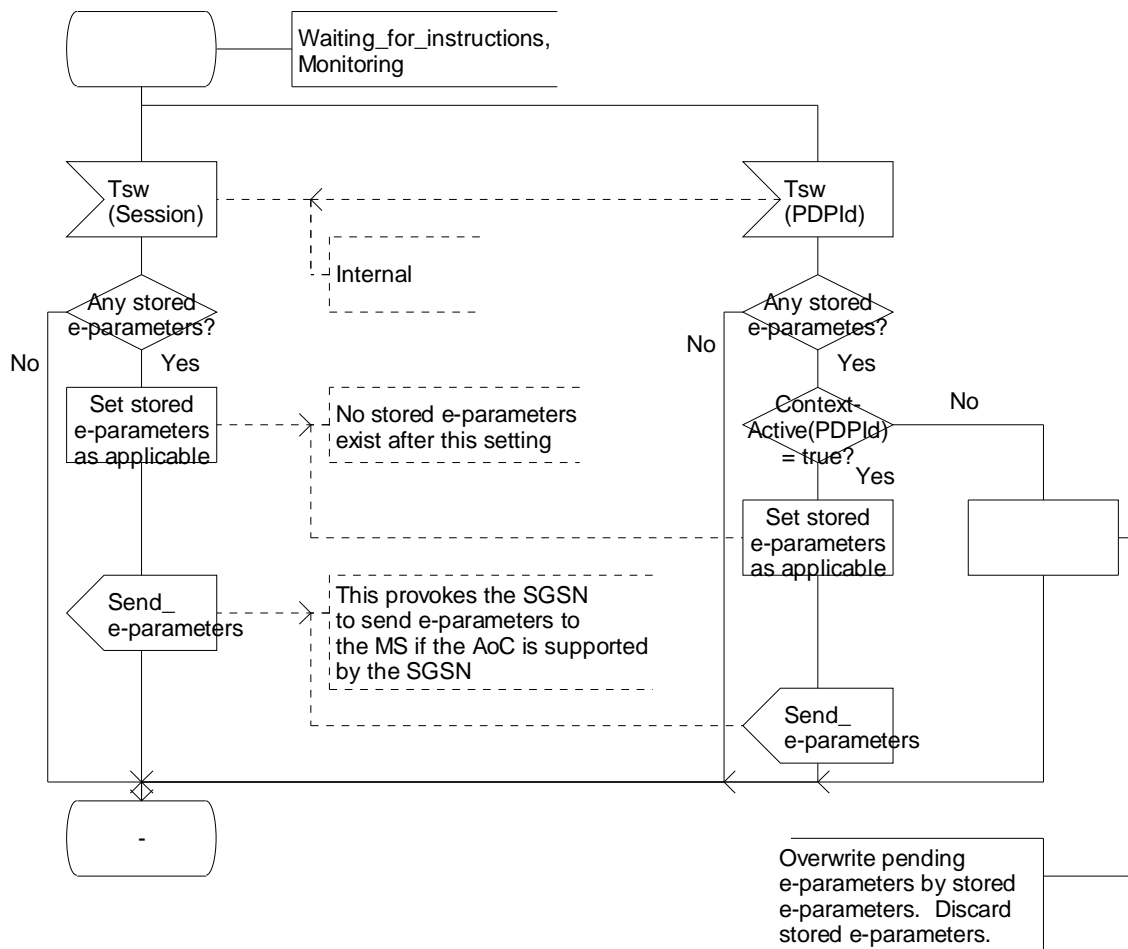 Waiting_for_instructions,
Monitoring
Tsw
(Session)
Tsw
(PDPId)
Internal
Any stored
e-parameters?
Any stored
e-parametes?
No
Yes
No
Yes
Set stored
e-parameters
as applicable
No stored e-parameters
exist after this setting
Context-
Active(PDPId)
= true?
No
Yes
Set stored
e-parameters
as applicable
Send_
e-parameters
This provokes the SGSN
to send e-parameters to
the MS if the AoC is supported
by the SGSN
Send_
e-parameters
-
Overwrite pending
e-parameters by stored
e-parameters. Discard
stored e-parameters.